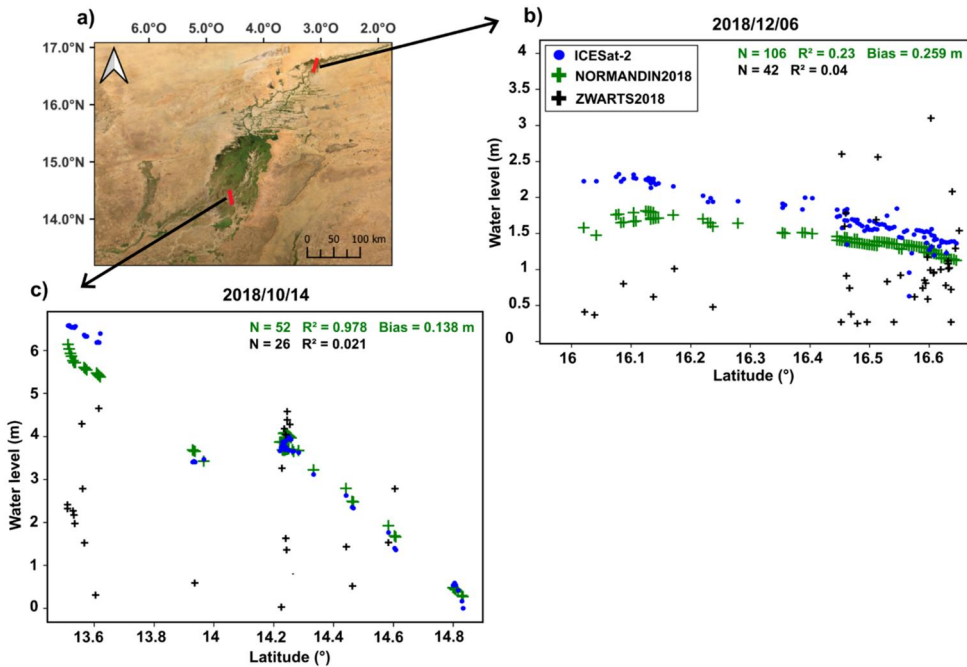 a)
6.0°O 5.0°O 4.0°O 3.0°O 2.0°O
17.0°N
16.0°N
15.0°N
14.0°N
0 50 100 km
b)
2018/12/06
ICESat-2
NORMANDIN2018
ZWARTS2018
N = 106 R² = 0.23 Bias = 0.259 m
N = 42 R² = 0.04
Water level (m)
4
3.5
3
2.5
2
1.5
1
0.5
0
16 16.1 16.2 16.3 16.4 16.5 16.6
Latitude (°)
c)
2018/10/14
N = 52 R² = 0.978 Bias = 0.138 m
N = 26 R² = 0.021
Water level (m)
6
5
4
3
2
1
0
13.6 13.8 14 14.2 14.4 14.6 14.8
Latitude (°)